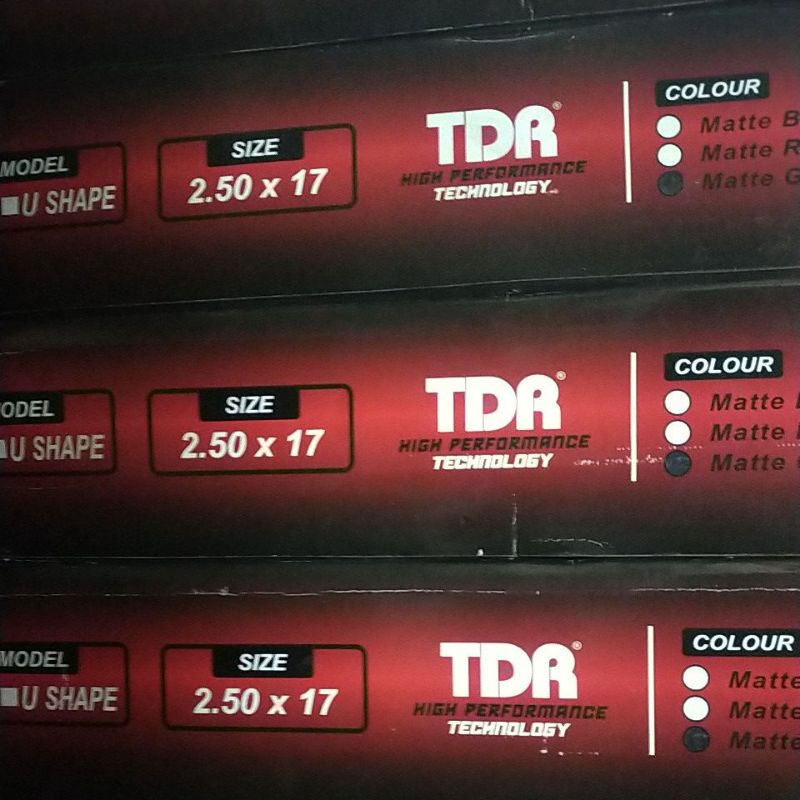 MODEL
U SHAPE
SIZE
2.50 x 17
TDR®
HIGH PERFORMANCE
TECHNOLOGY
COLOUR
Matte B
Matte R
Matte G
ODEL
U SHAPE
SIZE
2.50 x 17
TDR®
HIGH PERFORMANCE
TECHNOLOGY
COLOUR
Matte
Matte
Matte
MODEL
U SHAPE
SIZE
2.50 x 17
TDR®
HIGH PERFORMANCE
TECHNOLOGY
COLOUR
Matte
Matte
Matte